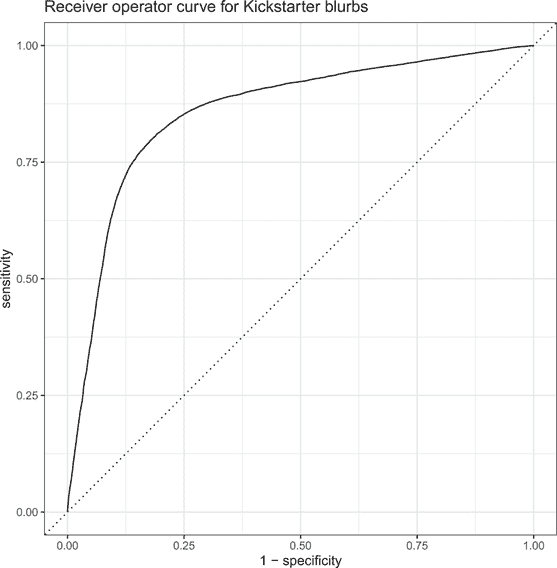 Receiver operator curve for Kickstarter blurbs
1.00
0.75
0.50
0.25
0.00
sensitivity
0.00 0.25 0.50 0.75 1.00
1 − specificity